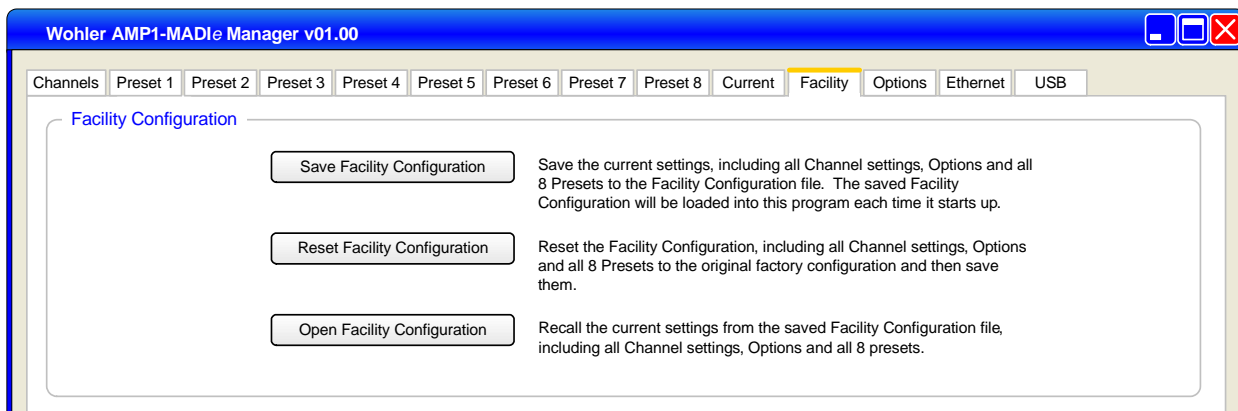 Wohler AMP1-MADIe Manager v01.00
Channels Preset 1 Preset 2 Preset 3 Preset 4 Preset 5 Preset 6 Preset 7 Preset 8 Current Facility Options Ethernet USB
Facility Configuration
Save Facility Configuration
Save the current settings, including all Channel settings, Options and all
8 Presets to the Facility Configuration file.  The saved Facility
Configuration will be loaded into this program each time it starts up.
Reset Facility Configuration
Reset the Facility Configuration, including all Channel settings, Options
and all 8 Presets to the original factory configuration and then save
them.
Open Facility Configuration
Recall the current settings from the saved Facility Configuration file,
including all Channel settings, Options and all 8 presets.